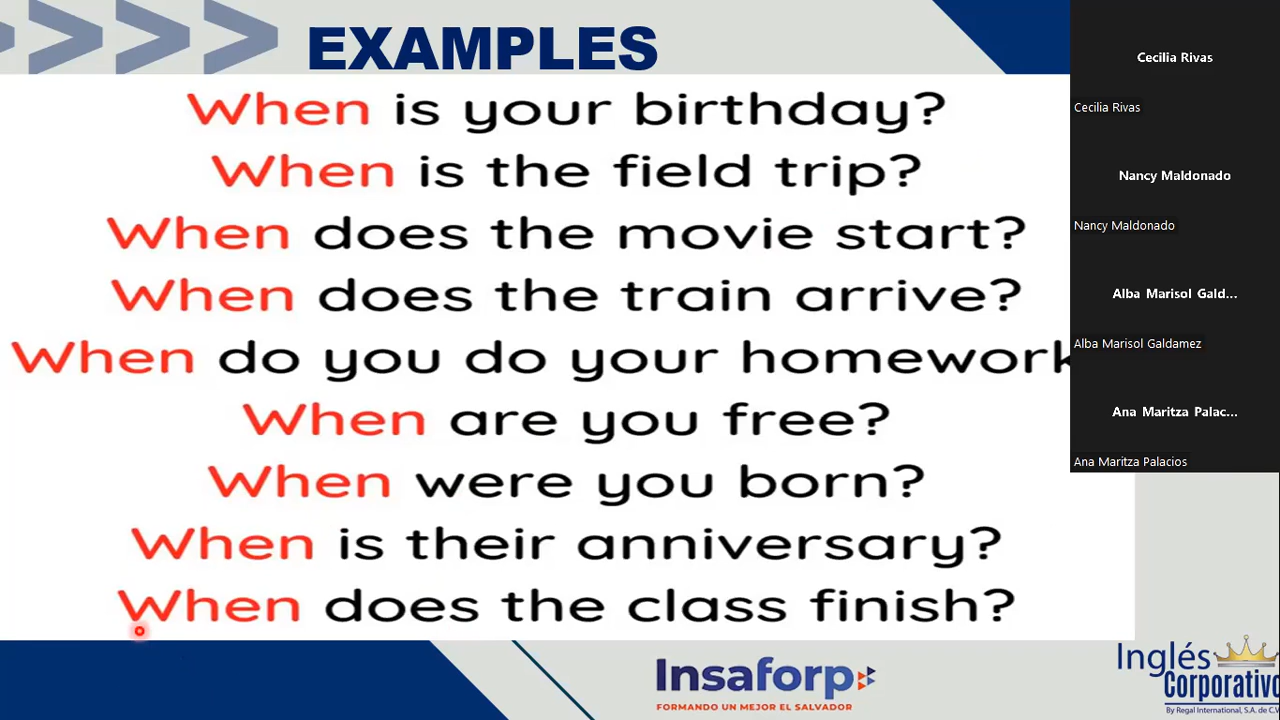 EXAMPLES
When is your birthday?
When is the field trip?
When does the movie start?
When does the train arrive?
When do you do your homework
When are you free?
When were you born?
When is their anniversary?
When does the class finish?
Cecilia Rivas
Cecilia Rivas
Nancy Maldonado
Nancy Maldonado
Alba Marisol Gald...
Alba Marisol Galdamez
Ana Maritza Palac...
Ana Maritza Palacios
Insaforp
FORMANDO UN MEJOR EL SALVADOR
Inglés
Corporativo
By Regal International, S.A. de C.V